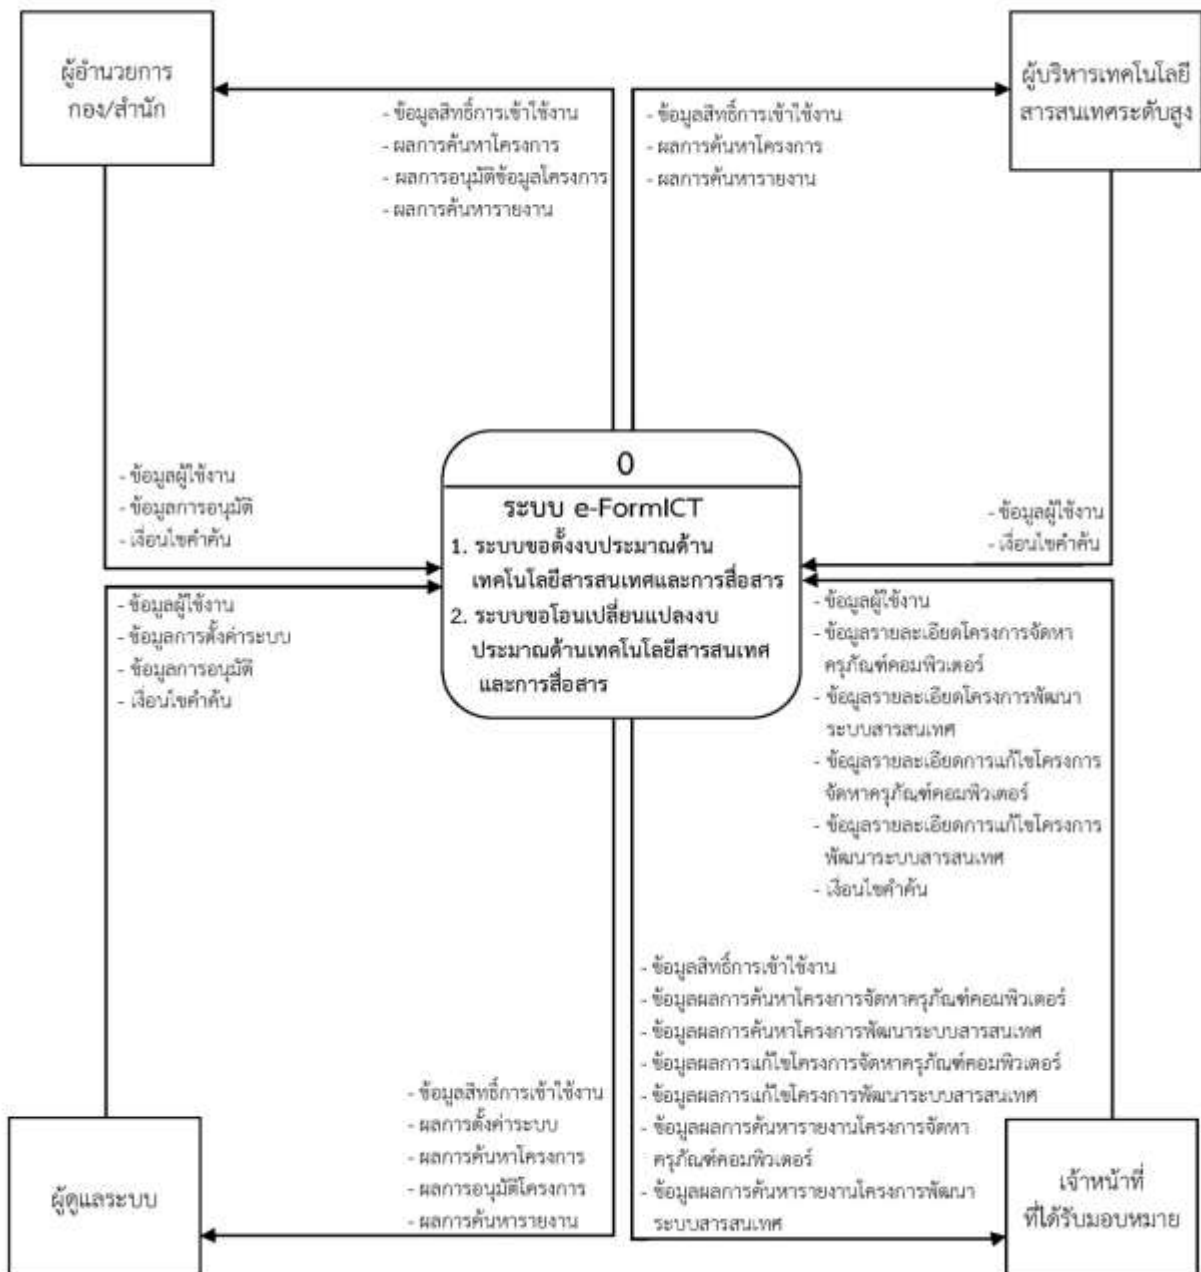 ผู้อำนวยการ
กอง/สำนัก
ผู้บริหารเทคโนโลยี
สารสนเทศระดับสูง
- ข้อมูลสิทธิ์การเข้าใช้งาน
- ผลการค้นหาโครงการ
- ผลการอนุมัติข้อมูลโครงการ
- ผลการค้นหารายงาน
- ข้อมูลสิทธิ์การเข้าใช้งาน
- ผลการค้นหาโครงการ
- ผลการค้นหารายงาน
- ข้อมูลผู้ใช้งาน
- ข้อมูลการอนุมัติ
- เงื่อนไขคำค้น
0
ระบบ e-FormICT
1. ระบบขอตั้งงบประมาณด้าน
เทคโนโลยีสารสนเทศและการสื่อสาร
2. ระบบขอโอนเปลี่ยนแปลงงบ
ประมาณด้านเทคโนโลยีสารสนเทศ
และการสื่อสาร
- ข้อมูลผู้ใช้งาน
- เงื่อนไขคำค้น
- ข้อมูลผู้ใช้งาน
- ข้อมูลการตั้งค่าระบบ
- ข้อมูลการอนุมัติ
- เงื่อนไขคำค้น
- ข้อมูลผู้ใช้งาน
- ข้อมูลรายละเอียดโครงการจัดหา
ครุภัณฑ์คอมพิวเตอร์
- ข้อมูลรายละเอียดโครงการพัฒนา
ระบบสารสนเทศ
- ข้อมูลรายละเอียดการแก้ไขโครงการ
จัดหาครุภัณฑ์คอมพิวเตอร์
- ข้อมูลรายละเอียดการแก้ไขโครงการ
พัฒนาระบบสารสนเทศ
- เงื่อนไขคำค้น
- ข้อมูลสิทธิ์การเข้าใช้งาน
- ผลการตั้งค่าระบบ
- ผลการค้นหาโครงการ
- ผลการอนุมัติโครงการ
- ผลการค้นหารายงาน
- ข้อมูลสิทธิ์การเข้าใช้งาน
- ข้อมูลผลการค้นหาโครงการจัดหาครุภัณฑ์คอมพิวเตอร์
- ข้อมูลผลการค้นหาโครงการพัฒนาระบบสารสนเทศ
- ข้อมูลผลการแก้ไขโครงการจัดหาครุภัณฑ์คอมพิวเตอร์
- ข้อมูลผลการแก้ไขโครงการพัฒนาระบบสารสนเทศ
- ข้อมูลผลการค้นหารายงานโครงการจัดหา
ครุภัณฑ์คอมพิวเตอร์
- ข้อมูลผลการค้นหารายงานโครงการพัฒนา
ระบบสารสนเทศ
ผู้ดูแลระบบ
เจ้าหน้าที่
ที่ได้รับมอบหมาย